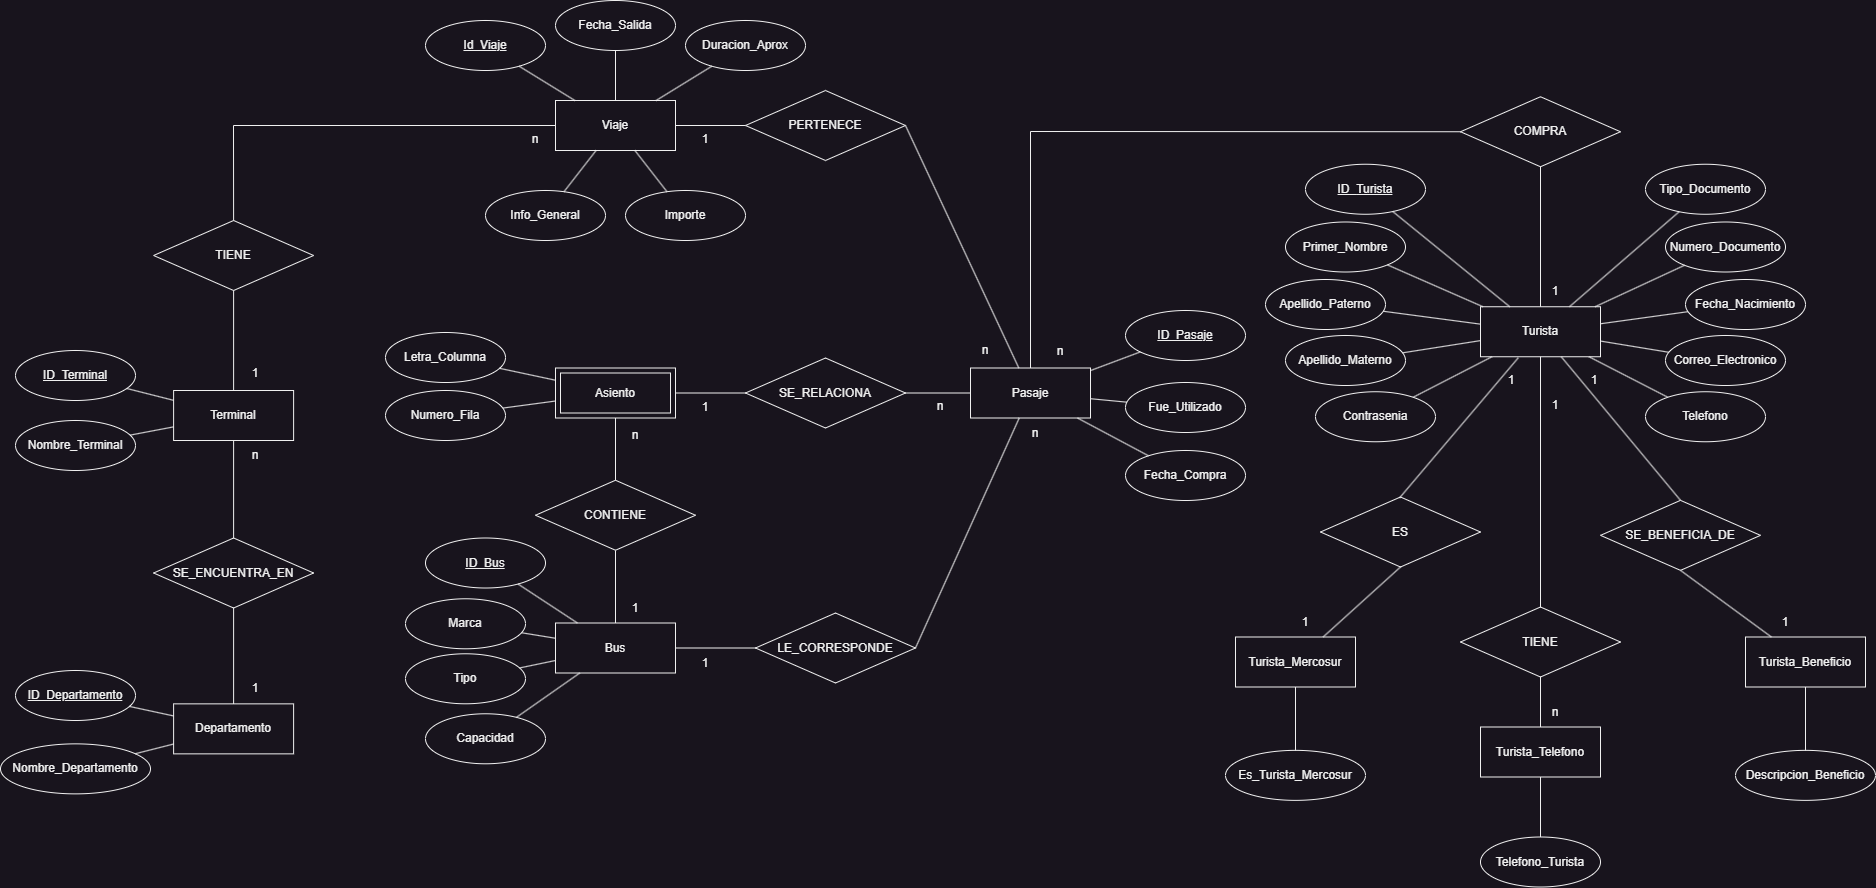 Fecha_Salida
Id_Viaje
Duracion_Aprox
Viaje
n
1
PERTENECE
COMPRA
Info_General
Importe
TIENE
ID_Turista
Tipo_Documento
Primer_Nombre
Numero_Documento
1
Apellido_Paterno
Fecha_Nacimiento
Turista
Apellido_Materno
Correo_Electronico
1
1
1
Contrasenia
Telefono
n
n
ID_Pasaje
Letra_Columna
1
ID_Terminal
Asiento
SE_RELACIONA
Pasaje
1
n
Fue_Utilizado
Terminal
Numero_Fila
n
n
Nombre_Terminal
n
Fecha_Compra
CONTIENE
ES
SE_BENEFICIA_DE
ID_Bus
SE_ENCUENTRA_EN
1
Marca
1
1
Bus
LE_CORRESPONDE
TIENE
1
Turista_Mercosur
Turista_Beneficio
Tipo
1
ID_Departamento
n
Departamento
Capacidad
Turista_Telefono
Nombre_Departamento
Es_Turista_Mercosur
Descripcion_Beneficio
Telefono_Turista